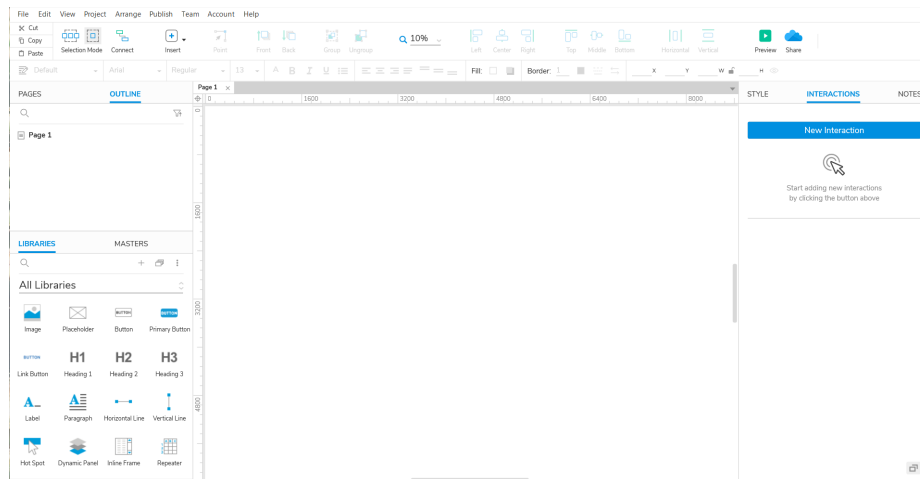 File Edit View Project Arrange Publish Team Account Help
Cut
Copy
Paste
Selection Mode Connect Insert Point Front Back Group Ungroup 10% Left Center Right Top Middle Bottom Horizontal Vertical Preview Share
Default Arial Regular 13 A B I U Fill: Border: 1 X Y W H
PAGES OUTLINE
Page 1
0 1600 3200 4800 6400 8000
STYLE INTERACTIONS NOTES
0
Page 1
New Interaction
Start adding new interactions
by clicking the button above
1600
LIBRARIES MASTERS
All Libraries
3200
BUTTON BUTTON
Image Placeholder Button Primary Button
BUTTON H1 H2 H3
Link Button Heading 1 Heading 2 Heading 3
4800
A A
Label Paragraph Horizontal Line Vertical Line
Hot Spot Dynamic Panel Inline Frame Repeater